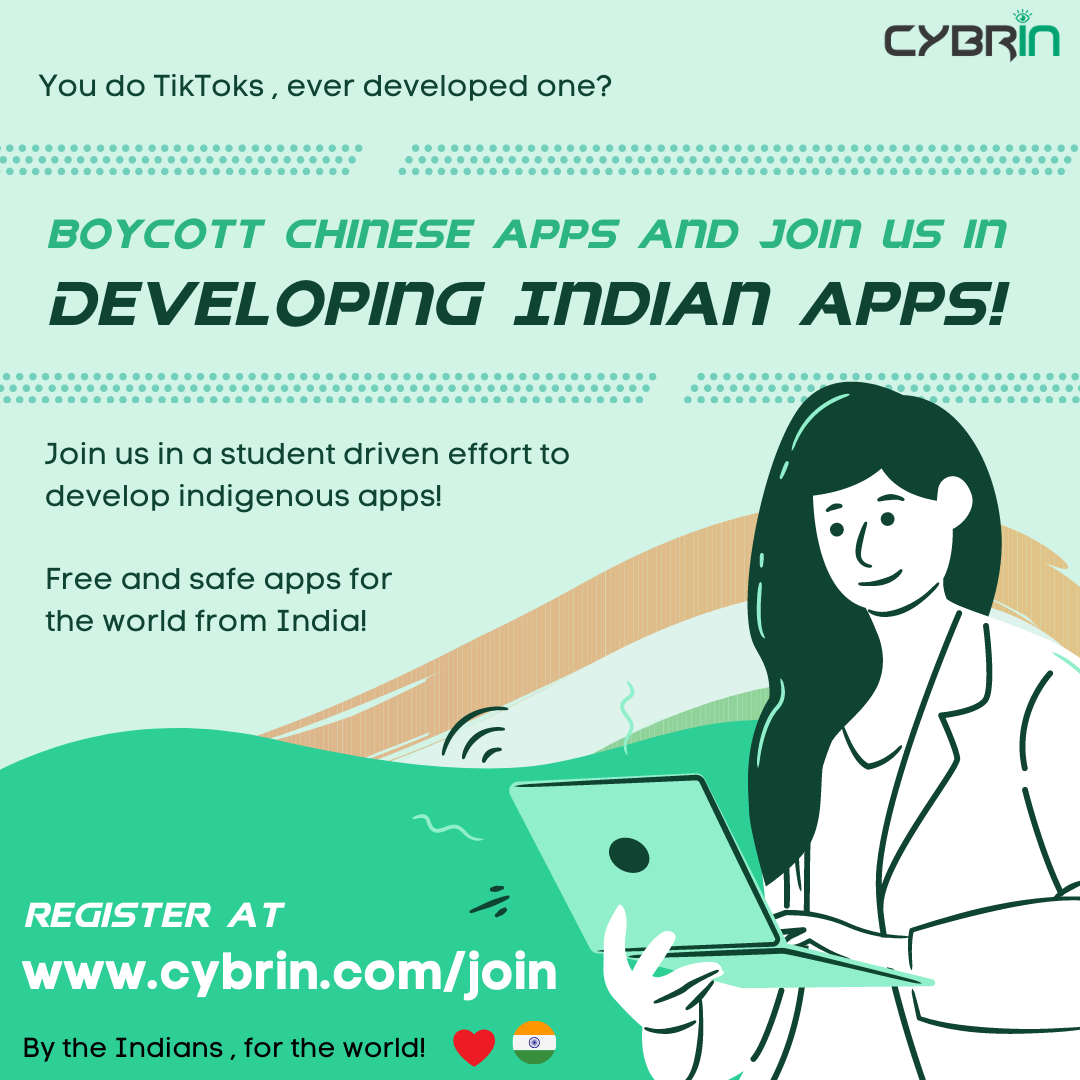 CYBRIN
You do TikToks , ever developed one?
BOYCOTT CHINESE APPS AND JOIN US IN
DEVELOPING INDIAN APPS!
Join us in a student driven effort to
develop indigenous apps!
Free and safe apps for
the world from India!
REGISTER AT
www.cybrin.com/join
By the Indians , for the world!